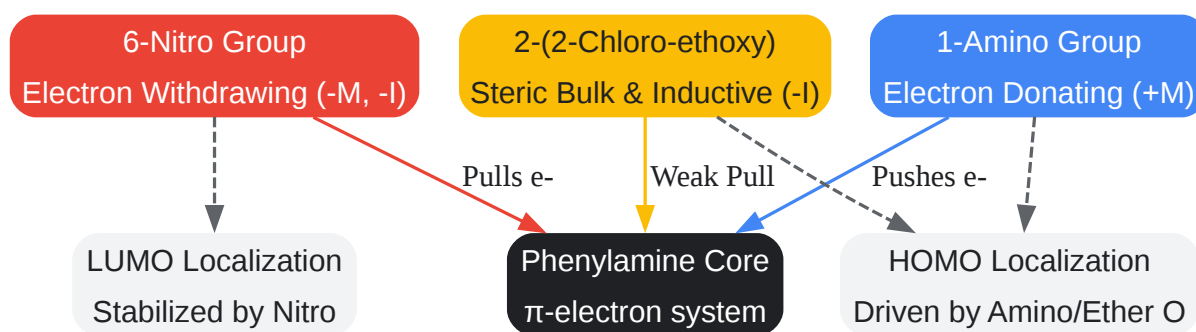 6-Nitro Group
Electron Withdrawing (-M, -I)
2-(2-Chloro-ethoxy)
Steric Bulk & Inductive (-I)
1-Amino Group
Electron Donating (+M)
Pulls e-
Weak Pull
Pushes e-
LUMO Localization
Stabilized by Nitro
Phenylamine Core
π-electron system
HOMO Localization
Driven by Amino/Ether O